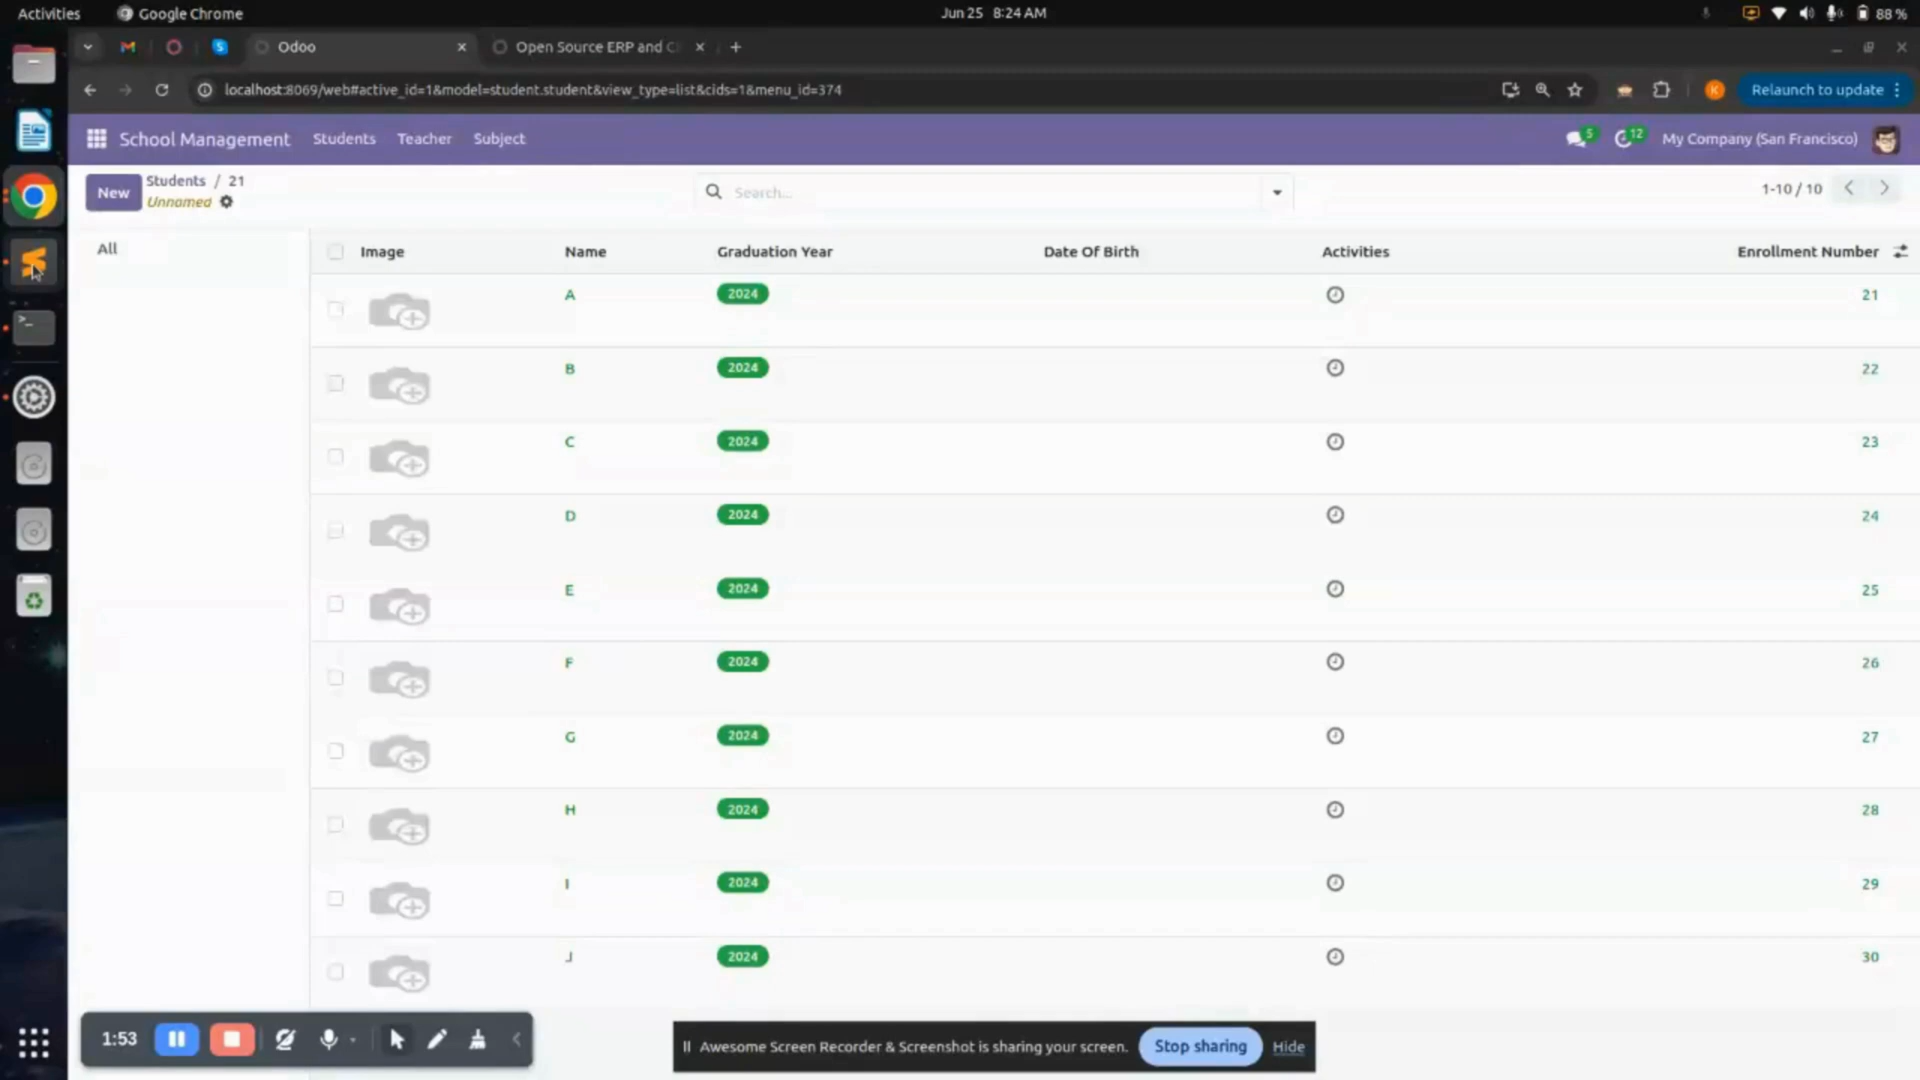 Activities Google Chrome Jun 25 8:24 AM 88 %
Odoo Open Source ERP and C
localhost:8069/web#active_id=1&model=student.student&view_type=list&cids=1&menu_id=374 K Relaunch to update
School Management Students Teacher Subject 5 12 My Company (San Francisco)
New Students / 21 Search... 1-10 / 10
Unnamed
All
Image Name Graduation Year Date Of Birth Activities Enrollment Number
A 2024 21
B 2024 22
C 2024 23
D 2024 24
E 2024 25
F 2024 26
G 2024 27
H 2024 28
I 2024 29
J 2024 30
1:53 Awesome Screen Recorder & Screenshot is sharing your screen. Stop sharing Hide